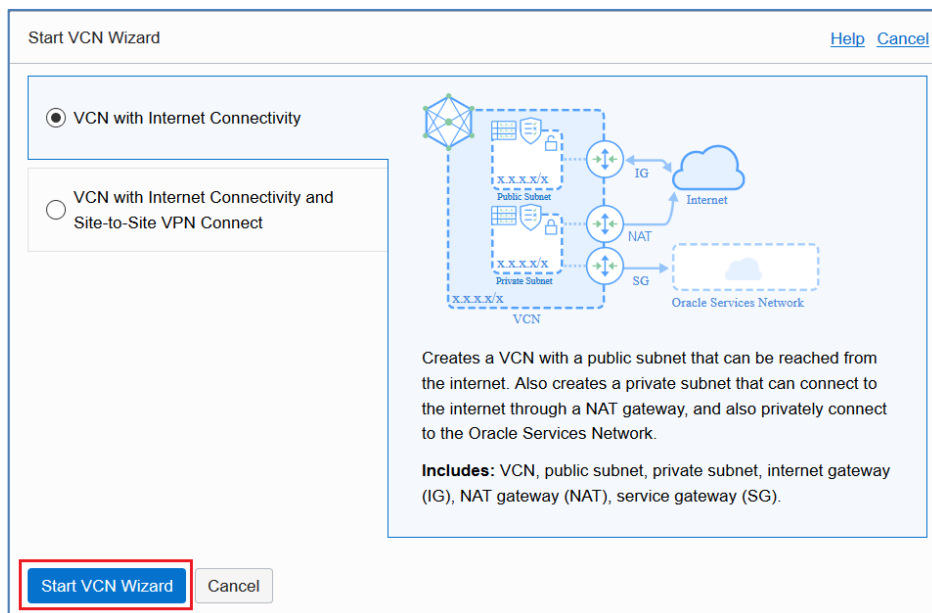 Start VCN Wizard
Help Cancel
VCN with Internet Connectivity
VCN with Internet Connectivity and
Site-to-Site VPN Connect
x.x.x.x/x
Public Subnet
IG
Internet
NAT
x.x.x.x/x
Private Subnet
SG
x.x.x.x/x
Oracle Services Network
VCN
Creates a VCN with a public subnet that can be reached from
the internet. Also creates a private subnet that can connect to
the internet through a NAT gateway, and also privately connect
to the Oracle Services Network.
Includes: VCN, public subnet, private subnet, internet gateway
(IG), NAT gateway (NAT), service gateway (SG).
Start VCN Wizard Cancel